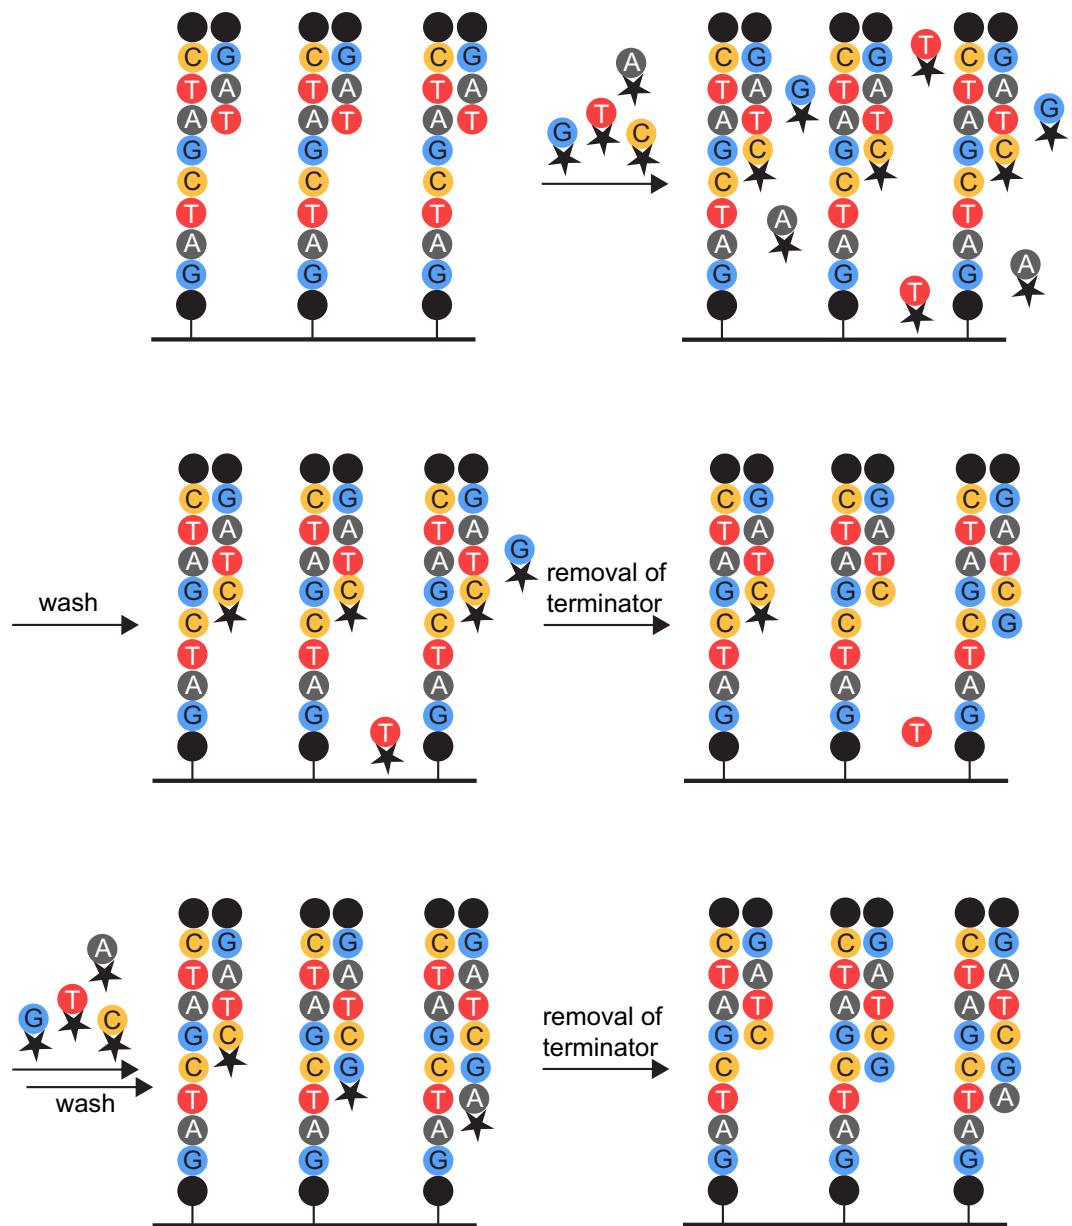 C G C G C G
T A T A T A
A T A T A T
G G G
C C C
T T T
A A A
G G G
A
T
G C
C G C G T C G
T A G T A T A
A T A T A T G
G C G C G C
C C C
T A T T
A A A A
G G T G
wash
C G C G C G
T A T A T A
A T A T A T G
G C G C G C
C C C
T T T
A A A
G G T G
removal of
terminator
C G C G C G
T A T A T A
A T A T A T
G C G C G C
C C C G
T T T
A A A
G G T G
A
T
G C
wash
C G C G C G
T A T A T A
A T A T A T
G C G C G C
C C G C G
T T T A
A A A
G G G
removal of
terminator
C G C G C G
T A T A T A
A T A T A T
G C G C G C
C C G C G
T T T A
A A A
G G G